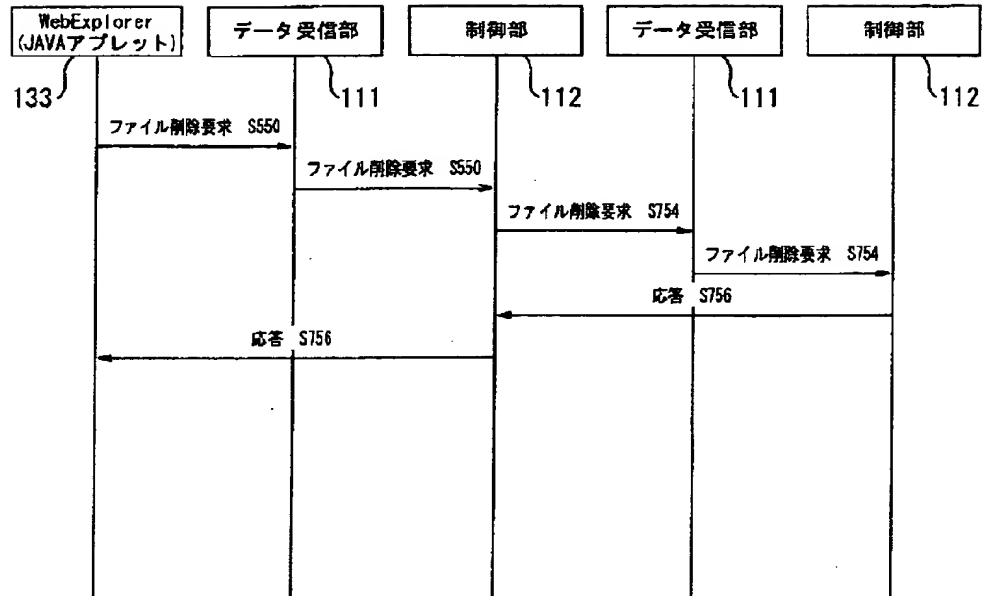 WebExplorer
(JAVAアプレット)
データ受信部
制御部
データ受信部
制御部
133
111
112
111
112
ファイル削除要求 S550
ファイル削除要求 S550
ファイル削除要求 S754
ファイル削除要求 S754
応答 S756
応答 S756